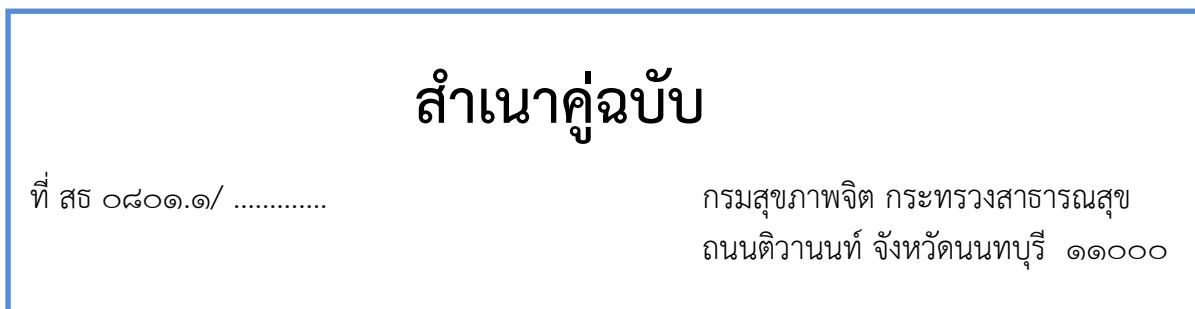 สำเนาคู่ฉบับ
ที่ สธ ๐๘๐๑.๑/ ............. กรมสุขภาพจิต กระทรวงสาธารณสุข
ถนนติวานนท์ จังหวัดนนทบุรี ๑๑๐๐๐